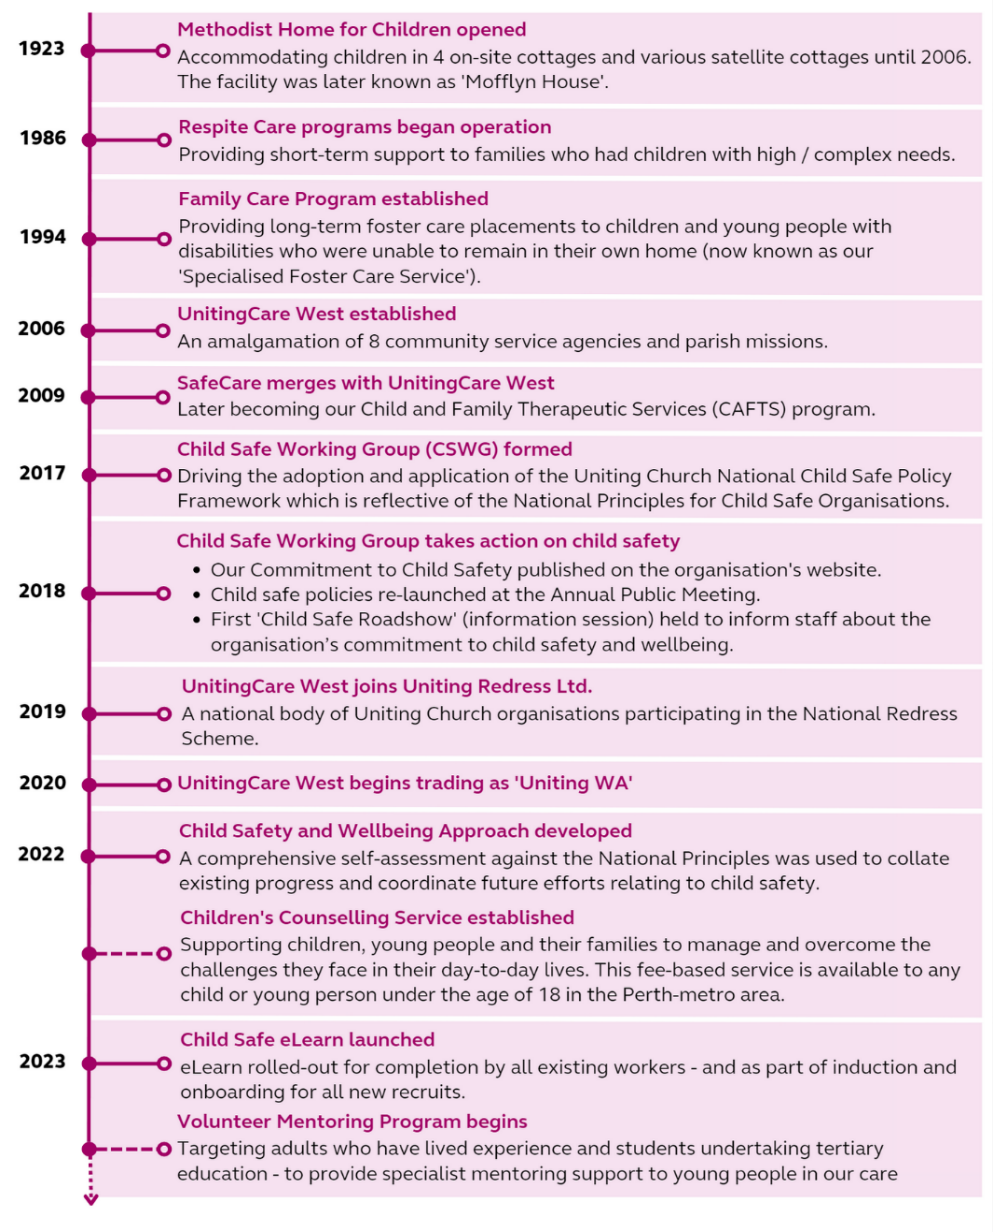 Methodist Home for Children opened
1923
Accommodating children in 4 on-site cottages and various satellite cottages until 2006.
The facility was later known as 'Mofflyn House'.
Respite Care programs began operation
1986
Providing short-term support to families who had children with high / complex needs.
Family Care Program established
Providing long-term foster care placements to children and young people with
1994
disabilities who were unable to remain in their own home (now known as our
'Specialised Foster Care Service').
UnitingCare West established
2006
An amalgamation of 8 community service agencies and parish missions.
SafeCare merges with UnitingCare West
2009
Later becoming our Child and Family Therapeutic Services (CAFTS) program.
Child Safe Working Group (CSWG) formed
2017
Driving the adoption and application of the Uniting Church National Child Safe Policy
Framework which is reflective of the National Principles for Child Safe Organisations.
Child Safe Working Group takes action on child safety
• Our Commitment to Child Safety published on the organisation's website.
2018
• Child safe policies re-launched at the Annual Public Meeting.
• First 'Child Safe Roadshow' (information session) held to inform staff about the
organisation's commitment to child safety and wellbeing.
UnitingCare West joins Uniting Redress Ltd.
2019
A national body of Uniting Church organisations participating in the National Redress
Scheme.
2020
UnitingCare West begins trading as 'Uniting WA'
Child Safety and Wellbeing Approach developed
2022
A comprehensive self-assessment against the National Principles was used to collate
existing progress and coordinate future efforts relating to child safety.
Children's Counselling Service established
Supporting children, young people and their families to manage and overcome the
challenges they face in their day-to-day lives. This fee-based service is available to any
child or young person under the age of 18 in the Perth-metro area.
Child Safe eLearn launched
2023
eLearn rolled-out for completion by all existing workers - and as part of induction and
onboarding for all new recruits.
Volunteer Mentoring Program begins
Targeting adults who have lived experience and students undertaking tertiary
education - to provide specialist mentoring support to young people in our care